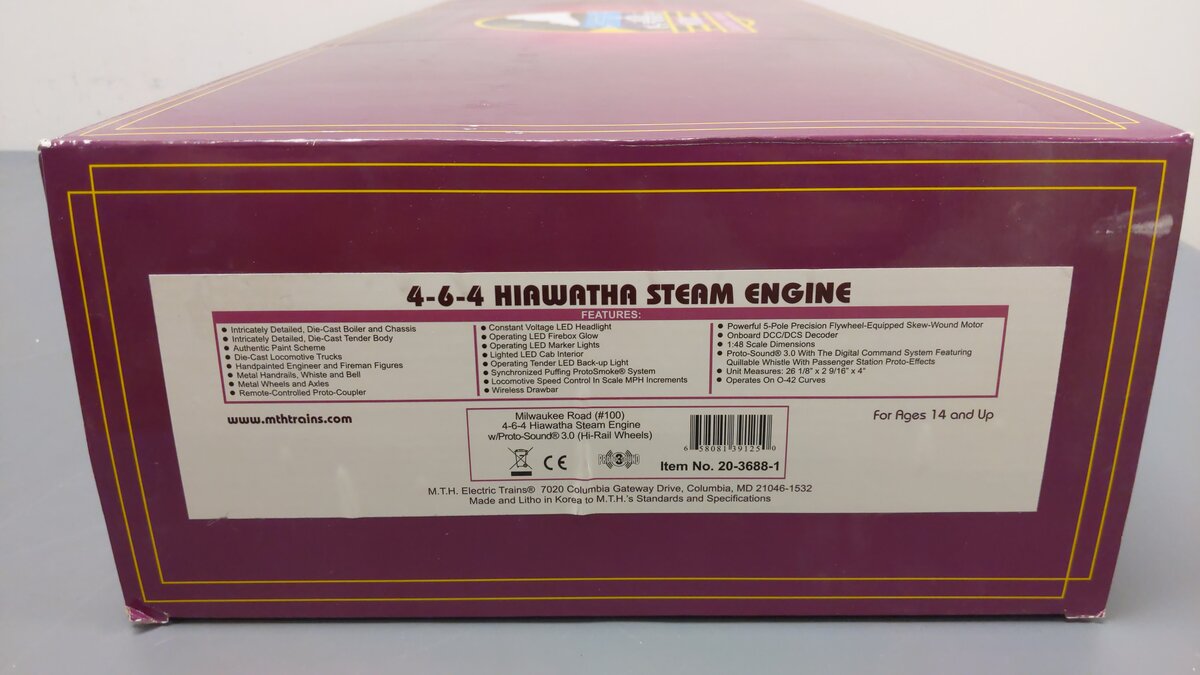 4-6-4 HIAWATHA STEAM ENGINE
FEATURES:
• Intricately Detailed, Die-Cast Boiler and Chassis
• Intricately Detailed, Die-Cast Tender Body
• Authentic Paint Scheme
• Die-Cast Locomotive Trucks
• Handpainted Engineer and Fireman Figures
• Metal Handrails, Whiste and Bell
• Metal Wheels and Axles
• Remote-Controlled Proto-Coupler
• Constant Voltage LED Headlight
• Operating LED Firebox Glow
• Operating LED Marker Lights
• Lighted LED Cab Interior
• Operating Tender LED Back-up Light
• Synchronized Puffing ProtoSmoke® System
• Locomotive Speed Control In Scale MPH Increments
• Wireless Drawbar
• Powerful 5-Pole Precision Flywheel-Equipped Skew-Wound Motor
• Onboard DCC/DCS Decoder
• 1:48 Scale Dimensions
• Proto-Sound® 3.0 With The Digital Command System Featuring
Quillable Whistle With Passenger Station Proto-Effects
• Unit Measures: 26 1/8" x 2 9/16" x 4"
• Operates On O-42 Curves
www.mthtrains.com
Milwaukee Road (#100)
4-6-4 Hiawatha Steam Engine
w/Proto-Sound® 3.0 (Hi-Rail Wheels)
CE
6 58081 39125 0
Item No. 20-3688-1
For Ages 14 and Up
M.T.H. Electric Trains® 7020 Columbia Gateway Drive, Columbia, MD 21046-1532
Made and Litho in Korea to M.T.H.'s Standards and Specifications